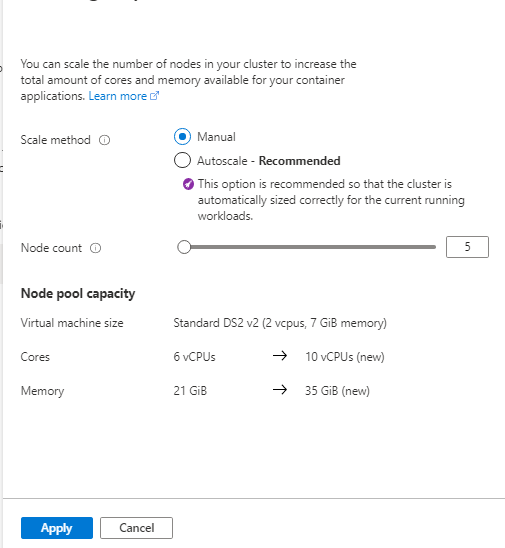 You can scale the number of nodes in your cluster to increase the
total amount of cores and memory available for your container
applications. Learn more
Scale method
Manual
Autoscale - Recommended
This option is recommended so that the cluster is
automatically sized correctly for the current running
workloads.
Node count
5
Node pool capacity
Virtual machine size Standard DS2 v2 (2 vcpus, 7 GiB memory)
Cores 6 vCPUs → 10 vCPUs (new)
Memory 21 GiB → 35 GiB (new)
Apply Cancel